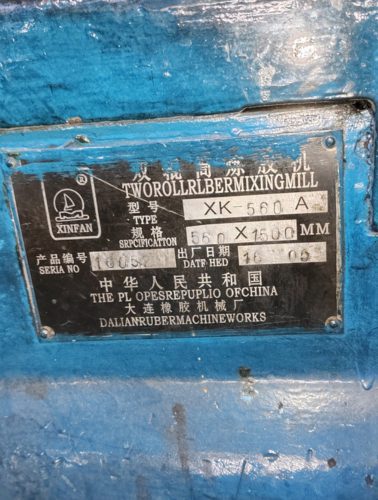 双辊筒炼胶机
TWOROLLRLBERMIXINGMILL
®
XINFAN
型号
TYPE XK-560 A
规格
SRPCIFICATION 560 X1500 MM
产品编号 出厂日期
SERIA NO DATF HED
中华人民共和国
THE PL OPESREPUPLIO OFCHINA
大连橡胶机械厂
DALIANRUBERMACHINEWORKS